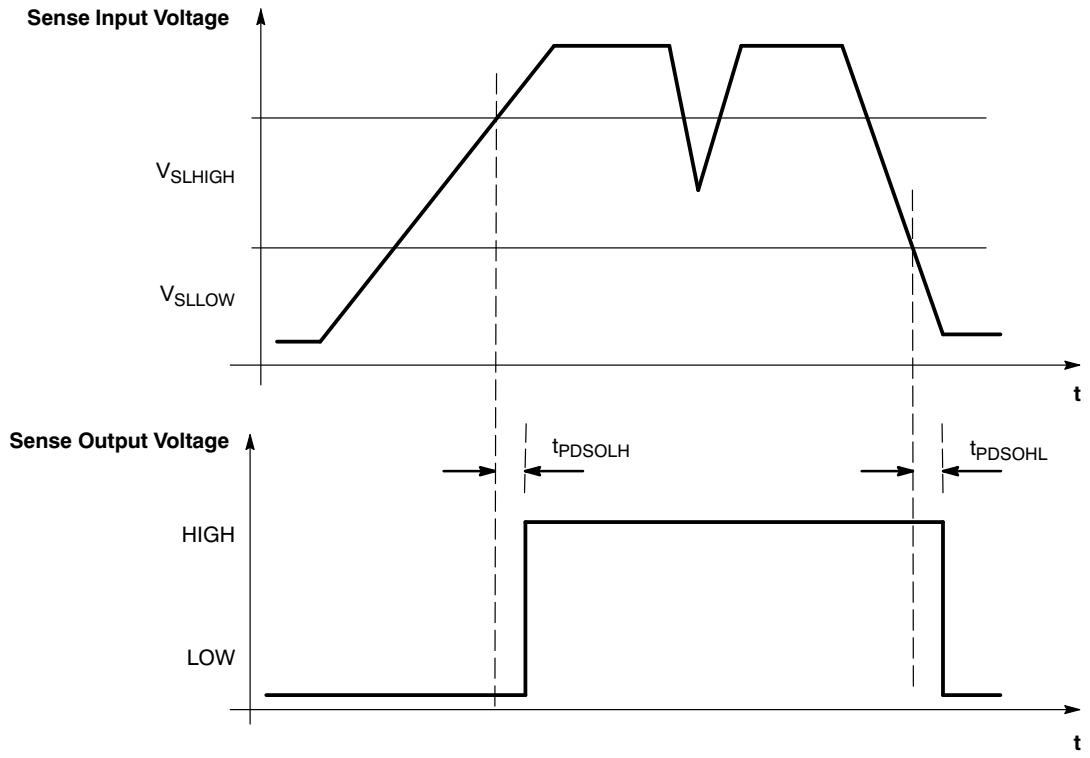 Sense Input Voltage
VSLHIGH
VSLLOW
t
Sense Output Voltage
tPDSOLH
tPDSOHL
HIGH
LOW
t